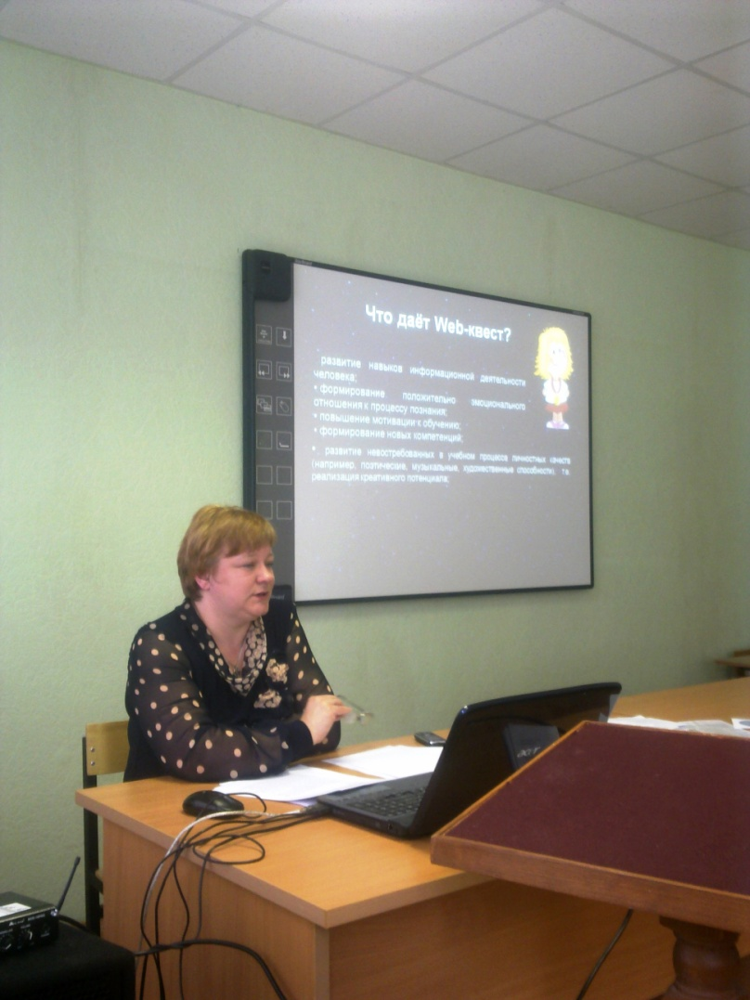 Что даёт Web-квест?
развитие навыков информационной деятельности
человека;
• формирование положительно эмоционального
отношения к процессу познания;
• повышение мотивации к обучению;
• формирование новых компетенций;
• развитие невостребованных в учебном процессе личностных качеств
(например, поэтические, музыкальные, художественные способности), т.е.
реализация креативного потенциала;
acer